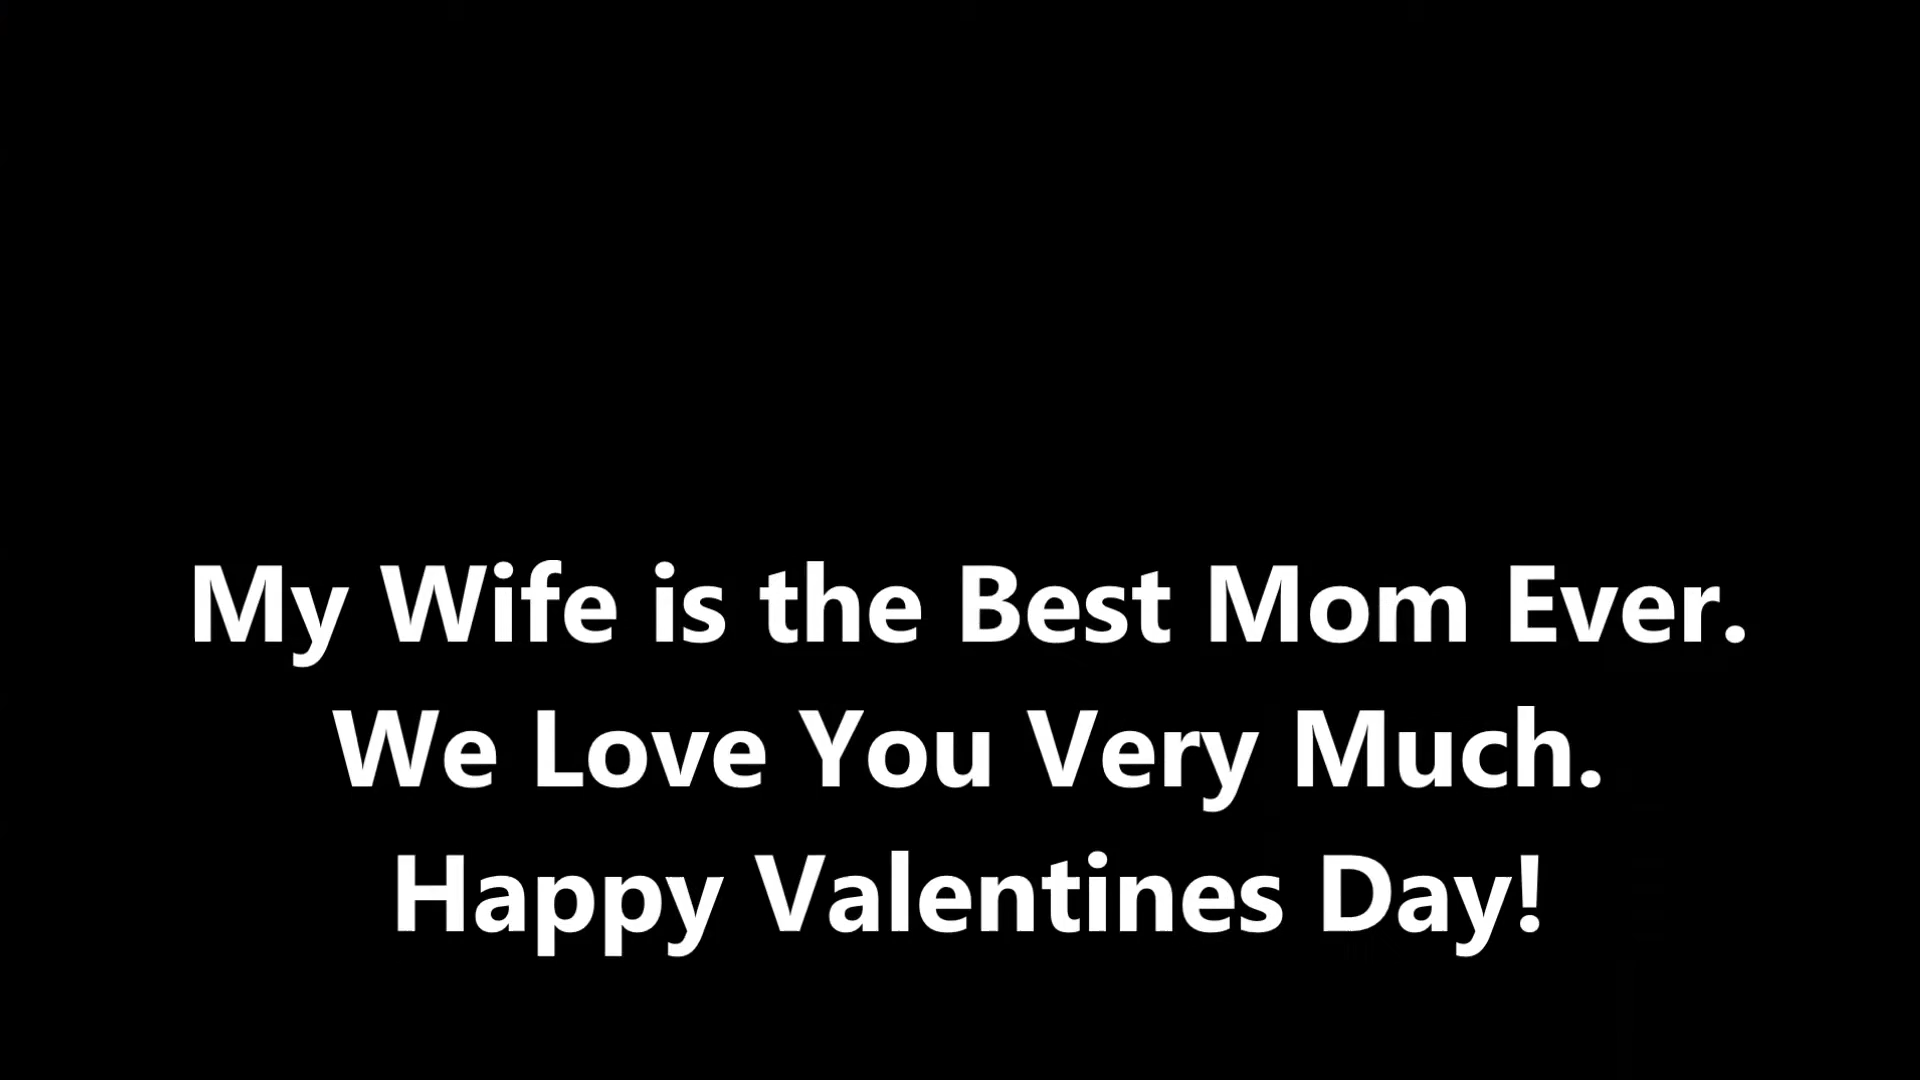 My Wife is the Best Mom Ever.
We Love You Very Much.
Happy Valentines Day!